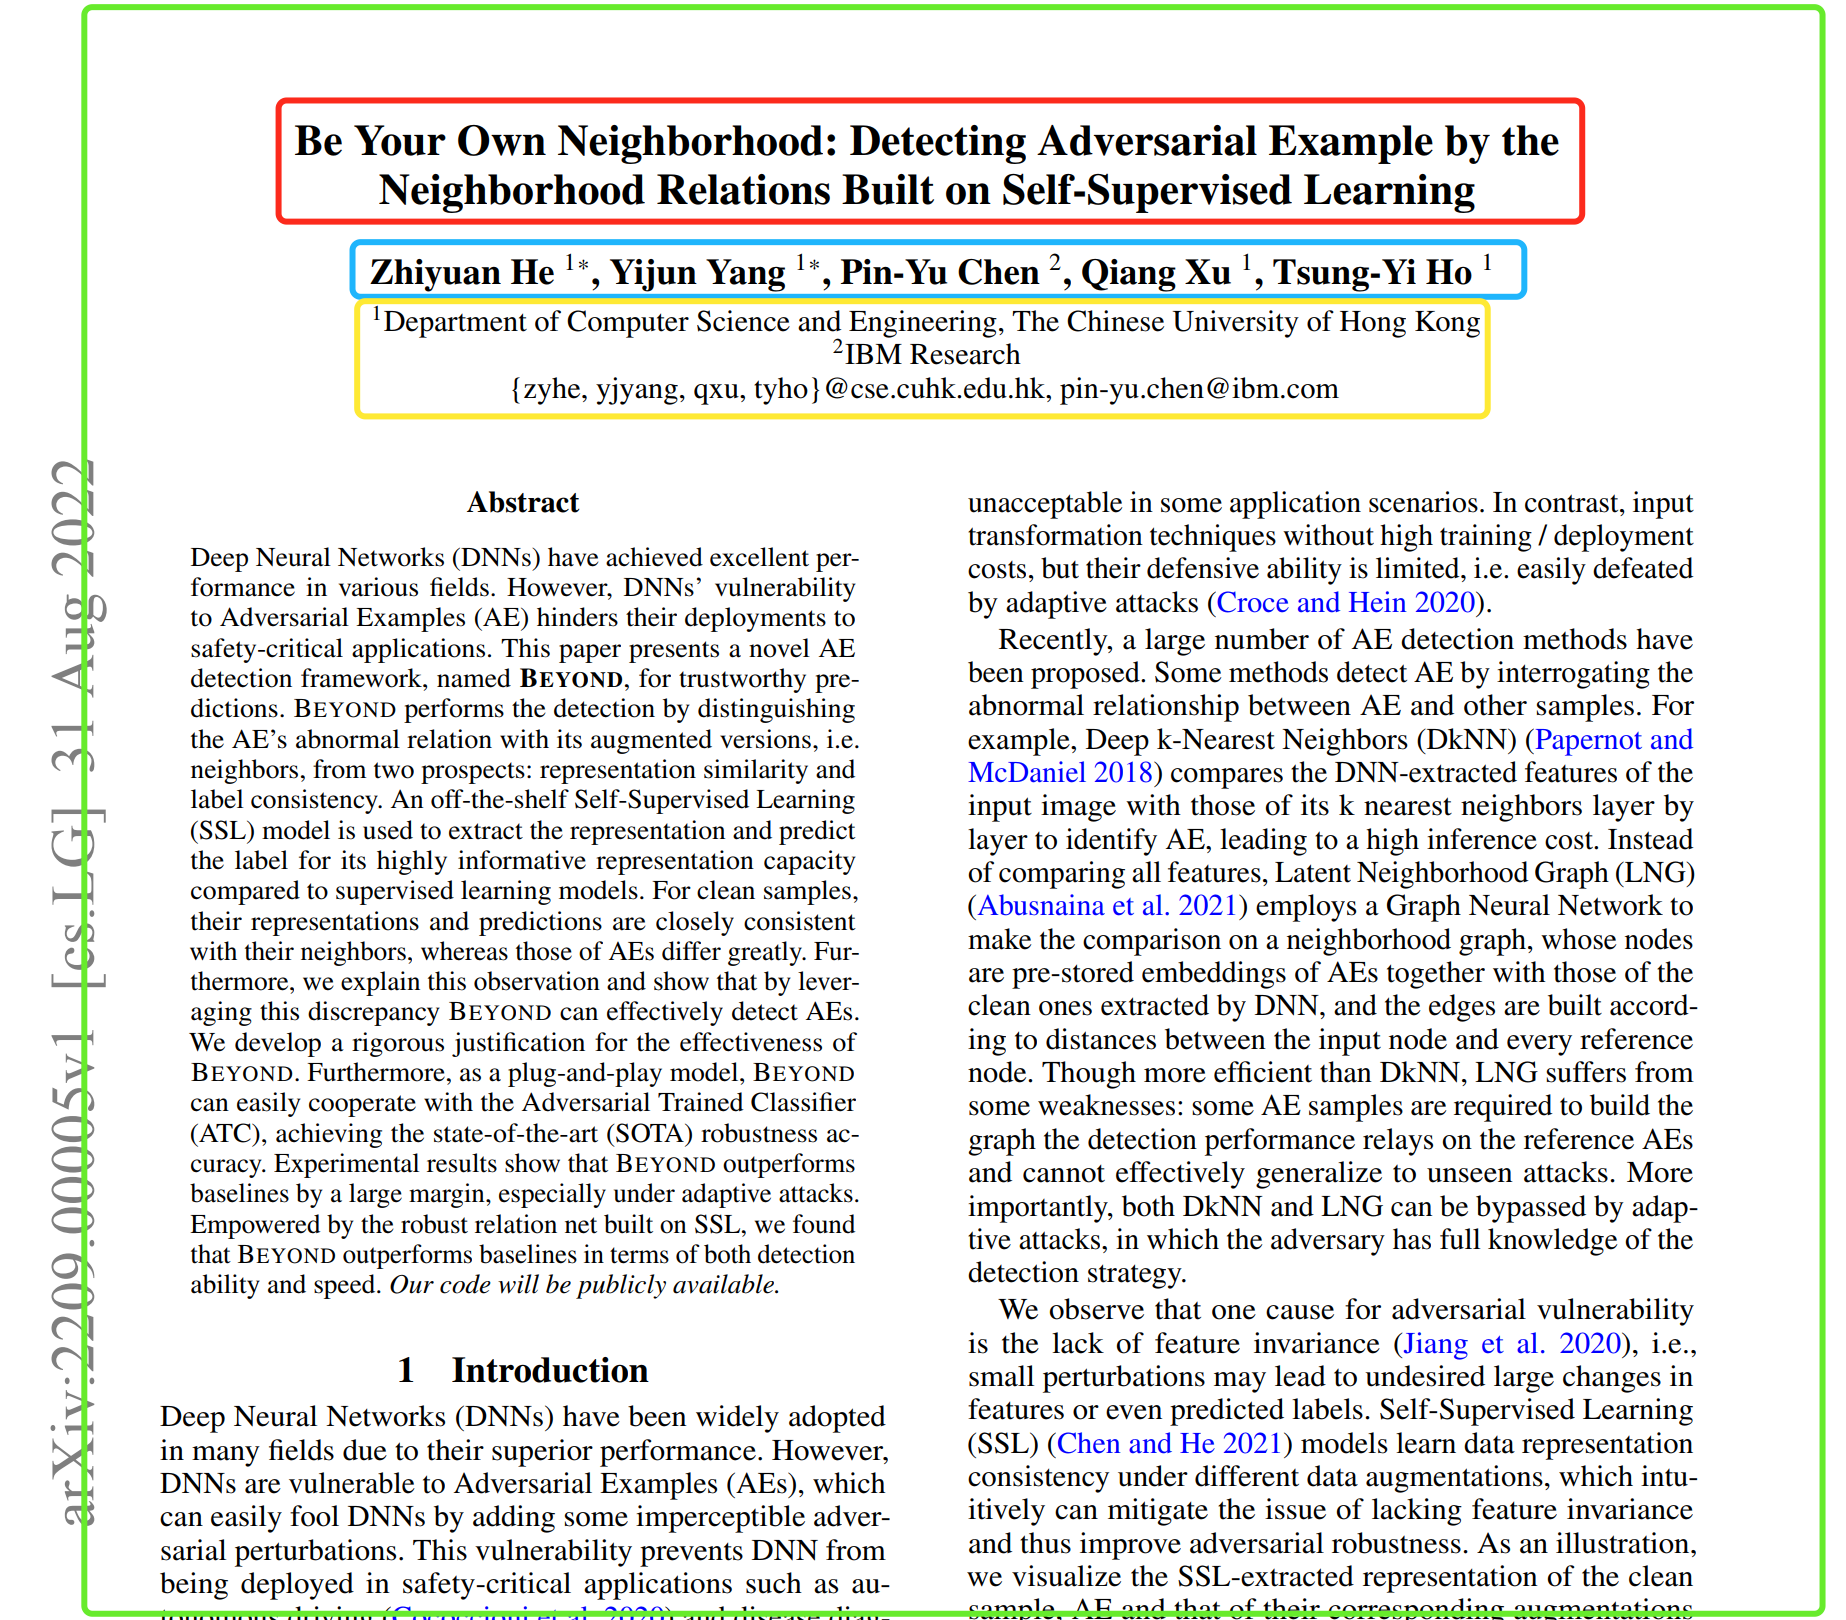 Be Your Own Neighborhood: Detecting Adversarial Example by the
Neighborhood Relations Built on Self-Supervised Learning
Zhiyuan He 1*, Yijun Yang 1*, Pin-Yu Chen 2, Qiang Xu 1, Tsung-Yi Ho 1
1Department of Computer Science and Engineering, The Chinese University of Hong Kong
2IBM Research
{zyhe, yjyang, qxu, tyho}@cse.cuhk.edu.hk, pin-yu.chen@ibm.com
arXiv:2209.00005v1 [cs.LG] 31 Aug 2022
Abstract
Deep Neural Networks (DNNs) have achieved excellent per-
formance in various fields. However, DNNs' vulnerability
to Adversarial Examples (AE) hinders their deployments to
safety-critical applications. This paper presents a novel AE
detection framework, named BEYOND, for trustworthy pre-
dictions. BEYOND performs the detection by distinguishing
the AE's abnormal relation with its augmented versions, i.e.
neighbors, from two prospects: representation similarity and
label consistency. An off-the-shelf Self-Supervised Learning
(SSL) model is used to extract the representation and predict
the label for its highly informative representation capacity
compared to supervised learning models. For clean samples,
their representations and predictions are closely consistent
with their neighbors, whereas those of AEs differ greatly. Fur-
thermore, we explain this observation and show that by lever-
aging this discrepancy BEYOND can effectively detect AEs.
We develop a rigorous justification for the effectiveness of
BEYOND. Furthermore, as a plug-and-play model, BEYOND
can easily cooperate with the Adversarial Trained Classifier
(ATC), achieving the state-of-the-art (SOTA) robustness ac-
curacy. Experimental results show that BEYOND outperforms
baselines by a large margin, especially under adaptive attacks.
Empowered by the robust relation net built on SSL, we found
that BEYOND outperforms baselines in terms of both detection
ability and speed. Our code will be publicly available.
1 Introduction
Deep Neural Networks (DNNs) have been widely adopted
in many fields due to their superior performance. However,
DNNs are vulnerable to Adversarial Examples (AEs), which
can easily fool DNNs by adding some imperceptible adver-
sarial perturbations. This vulnerability prevents DNN from
being deployed in safety-critical applications such as au-
tonomous driving (Cococcioni et al. 2020) and disease diag-
unacceptable in some application scenarios. In contrast, input
transformation techniques without high training / deployment
costs, but their defensive ability is limited, i.e. easily defeated
by adaptive attacks (Croce and Hein 2020).
Recently, a large number of AE detection methods have
been proposed. Some methods detect AE by interrogating the
abnormal relationship between AE and other samples. For
example, Deep k-Nearest Neighbors (DkNN) (Papernot and
McDaniel 2018) compares the DNN-extracted features of the
input image with those of its k nearest neighbors layer by
layer to identify AE, leading to a high inference cost. Instead
of comparing all features, Latent Neighborhood Graph (LNG)
(Abusnaina et al. 2021) employs a Graph Neural Network to
make the comparison on a neighborhood graph, whose nodes
are pre-stored embeddings of AEs together with those of the
clean ones extracted by DNN, and the edges are built accord-
ing to distances between the input node and every reference
node. Though more efficient than DkNN, LNG suffers from
some weaknesses: some AE samples are required to build the
graph the detection performance relays on the reference AEs
and cannot effectively generalize to unseen attacks. More
importantly, both DkNN and LNG can be bypassed by adap-
tive attacks, in which the adversary has full knowledge of the
detection strategy.
We observe that one cause for adversarial vulnerability
is the lack of feature invariance (Jiang et al. 2020), i.e.,
small perturbations may lead to undesired large changes in
features or even predicted labels. Self-Supervised Learning
(SSL) (Chen and He 2021) models learn data representation
consistency under different data augmentations, which intu-
itively can mitigate the issue of lacking feature invariance
and thus improve adversarial robustness. As an illustration,
we visualize the SSL-extracted representation of the clean
sample, AE and that of their corresponding augmentations